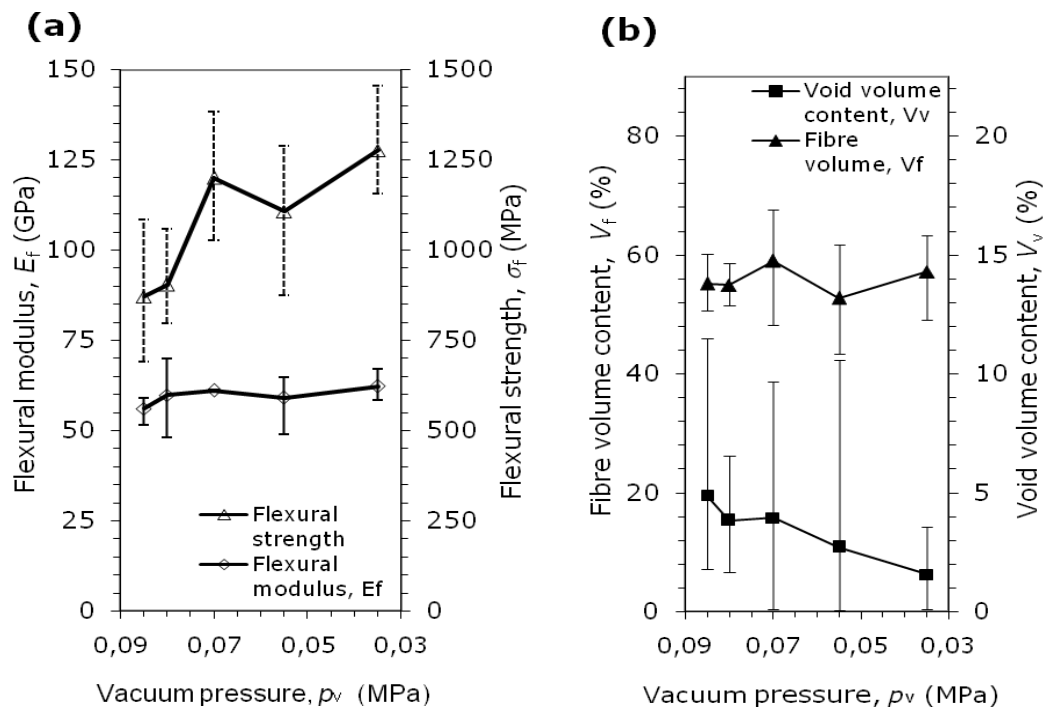 (a)
150
125
100
75
50
25
0
Flexural modulus, Ef (GPa)
1500
1250
1000
750
500
250
0
Flexural strength, σf (MPa)
Flexural
strength
Flexural
modulus, Ef
0,09
0,07
0,05
0,03
Vacuum pressure, pv (MPa)
(b)
80
60
40
20
0
Fibre volume content, Vf (%)
20
15
10
5
0
Void volume content, Vv (%)
Void volume
content, Vv
Fibre
volume, Vf
0,09
0,07
0,05
0,03
Vacuum pressure, pv (MPa)